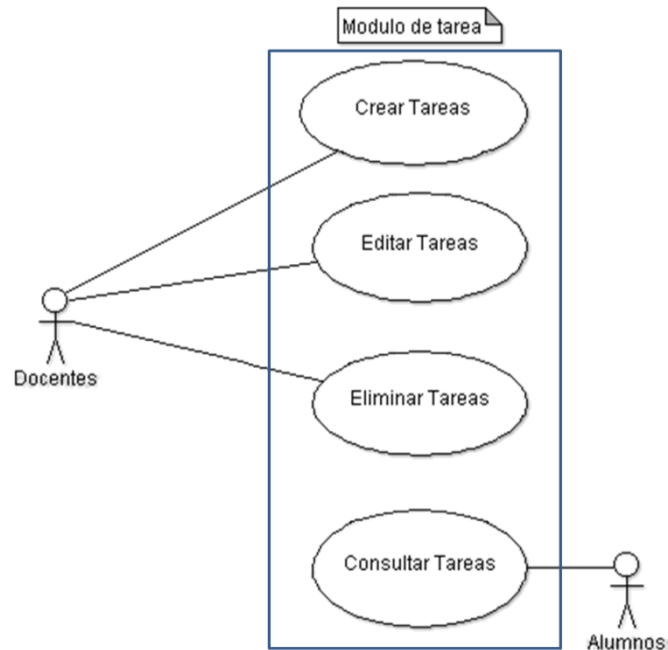 Modulo de tarea
Crear Tareas
Editar Tareas
Docentes
Eliminar Tareas
Consultar Tareas
Alumnos